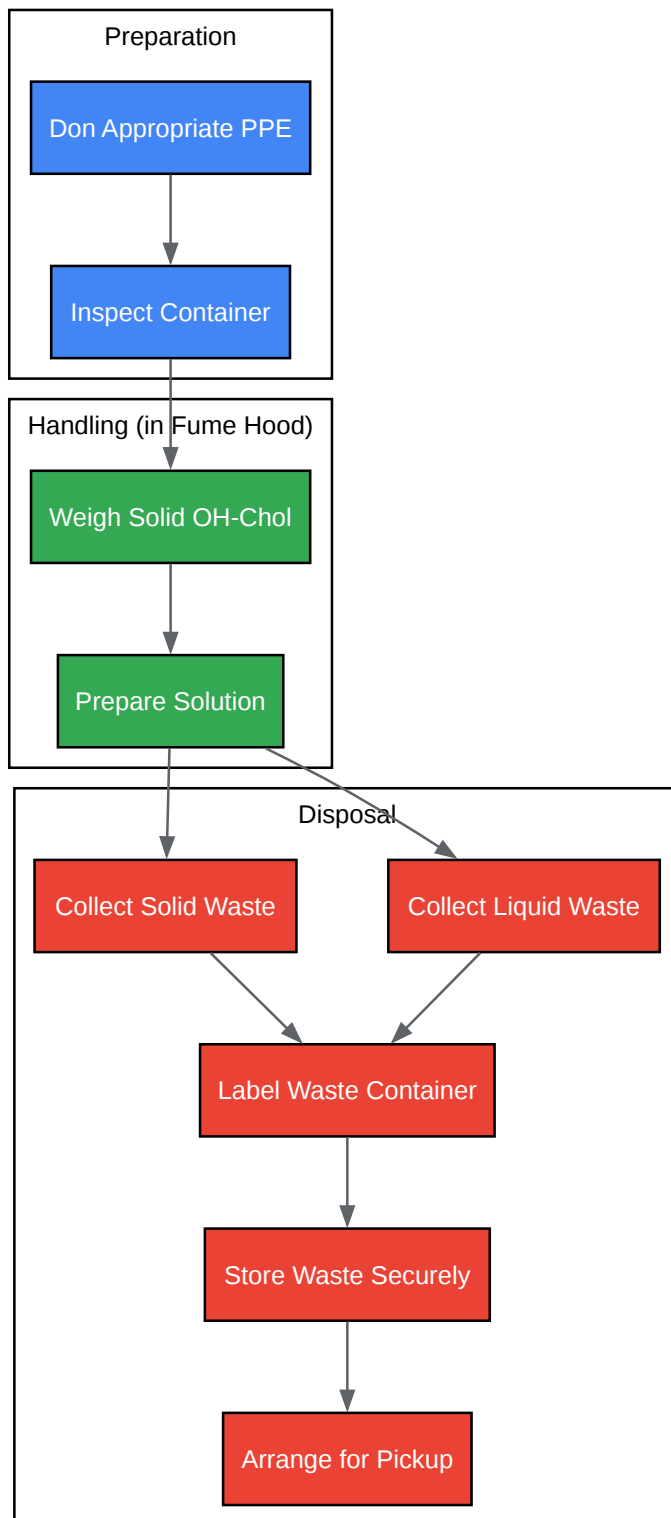 Preparation
Don Appropriate PPE
Inspect Container
Handling (in Fume Hood)
Weigh Solid OH-Chol
Prepare Solution
Disposal
Collect Solid Waste
Collect Liquid Waste
Label Waste Container
Store Waste Securely
Arrange for Pickup